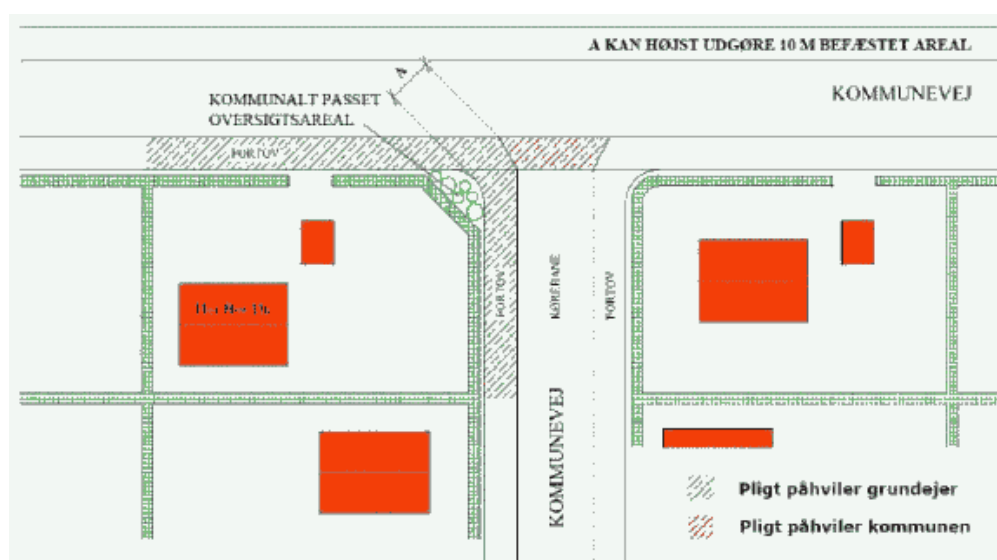 A KAN HØJST UDGØRE 10 M BEFÆSTET AREAL
KOMMUNEVEJ
A
KOMMUNALT PASSET
OVERSIGTSAREAL
FORTOV
FORTOV
KØREBANE
FORTOV
KOMMUNEVEJ
Pligt påhviler grundejer
Pligt påhviler kommunen